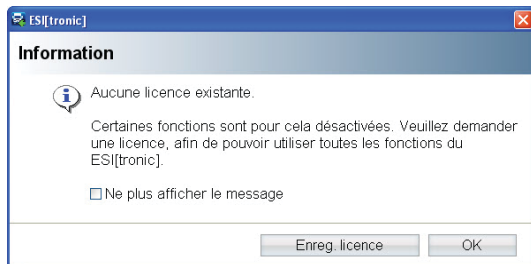 ESI[tronic]
Information
Aucune licence existante.
Certaines fonctions sont pour cela désactivées. Veuillez demander
une licence, afin de pouvoir utiliser toutes les fonctions du
ESI[tronic].
Ne plus afficher le message
Enreg. licence
OK